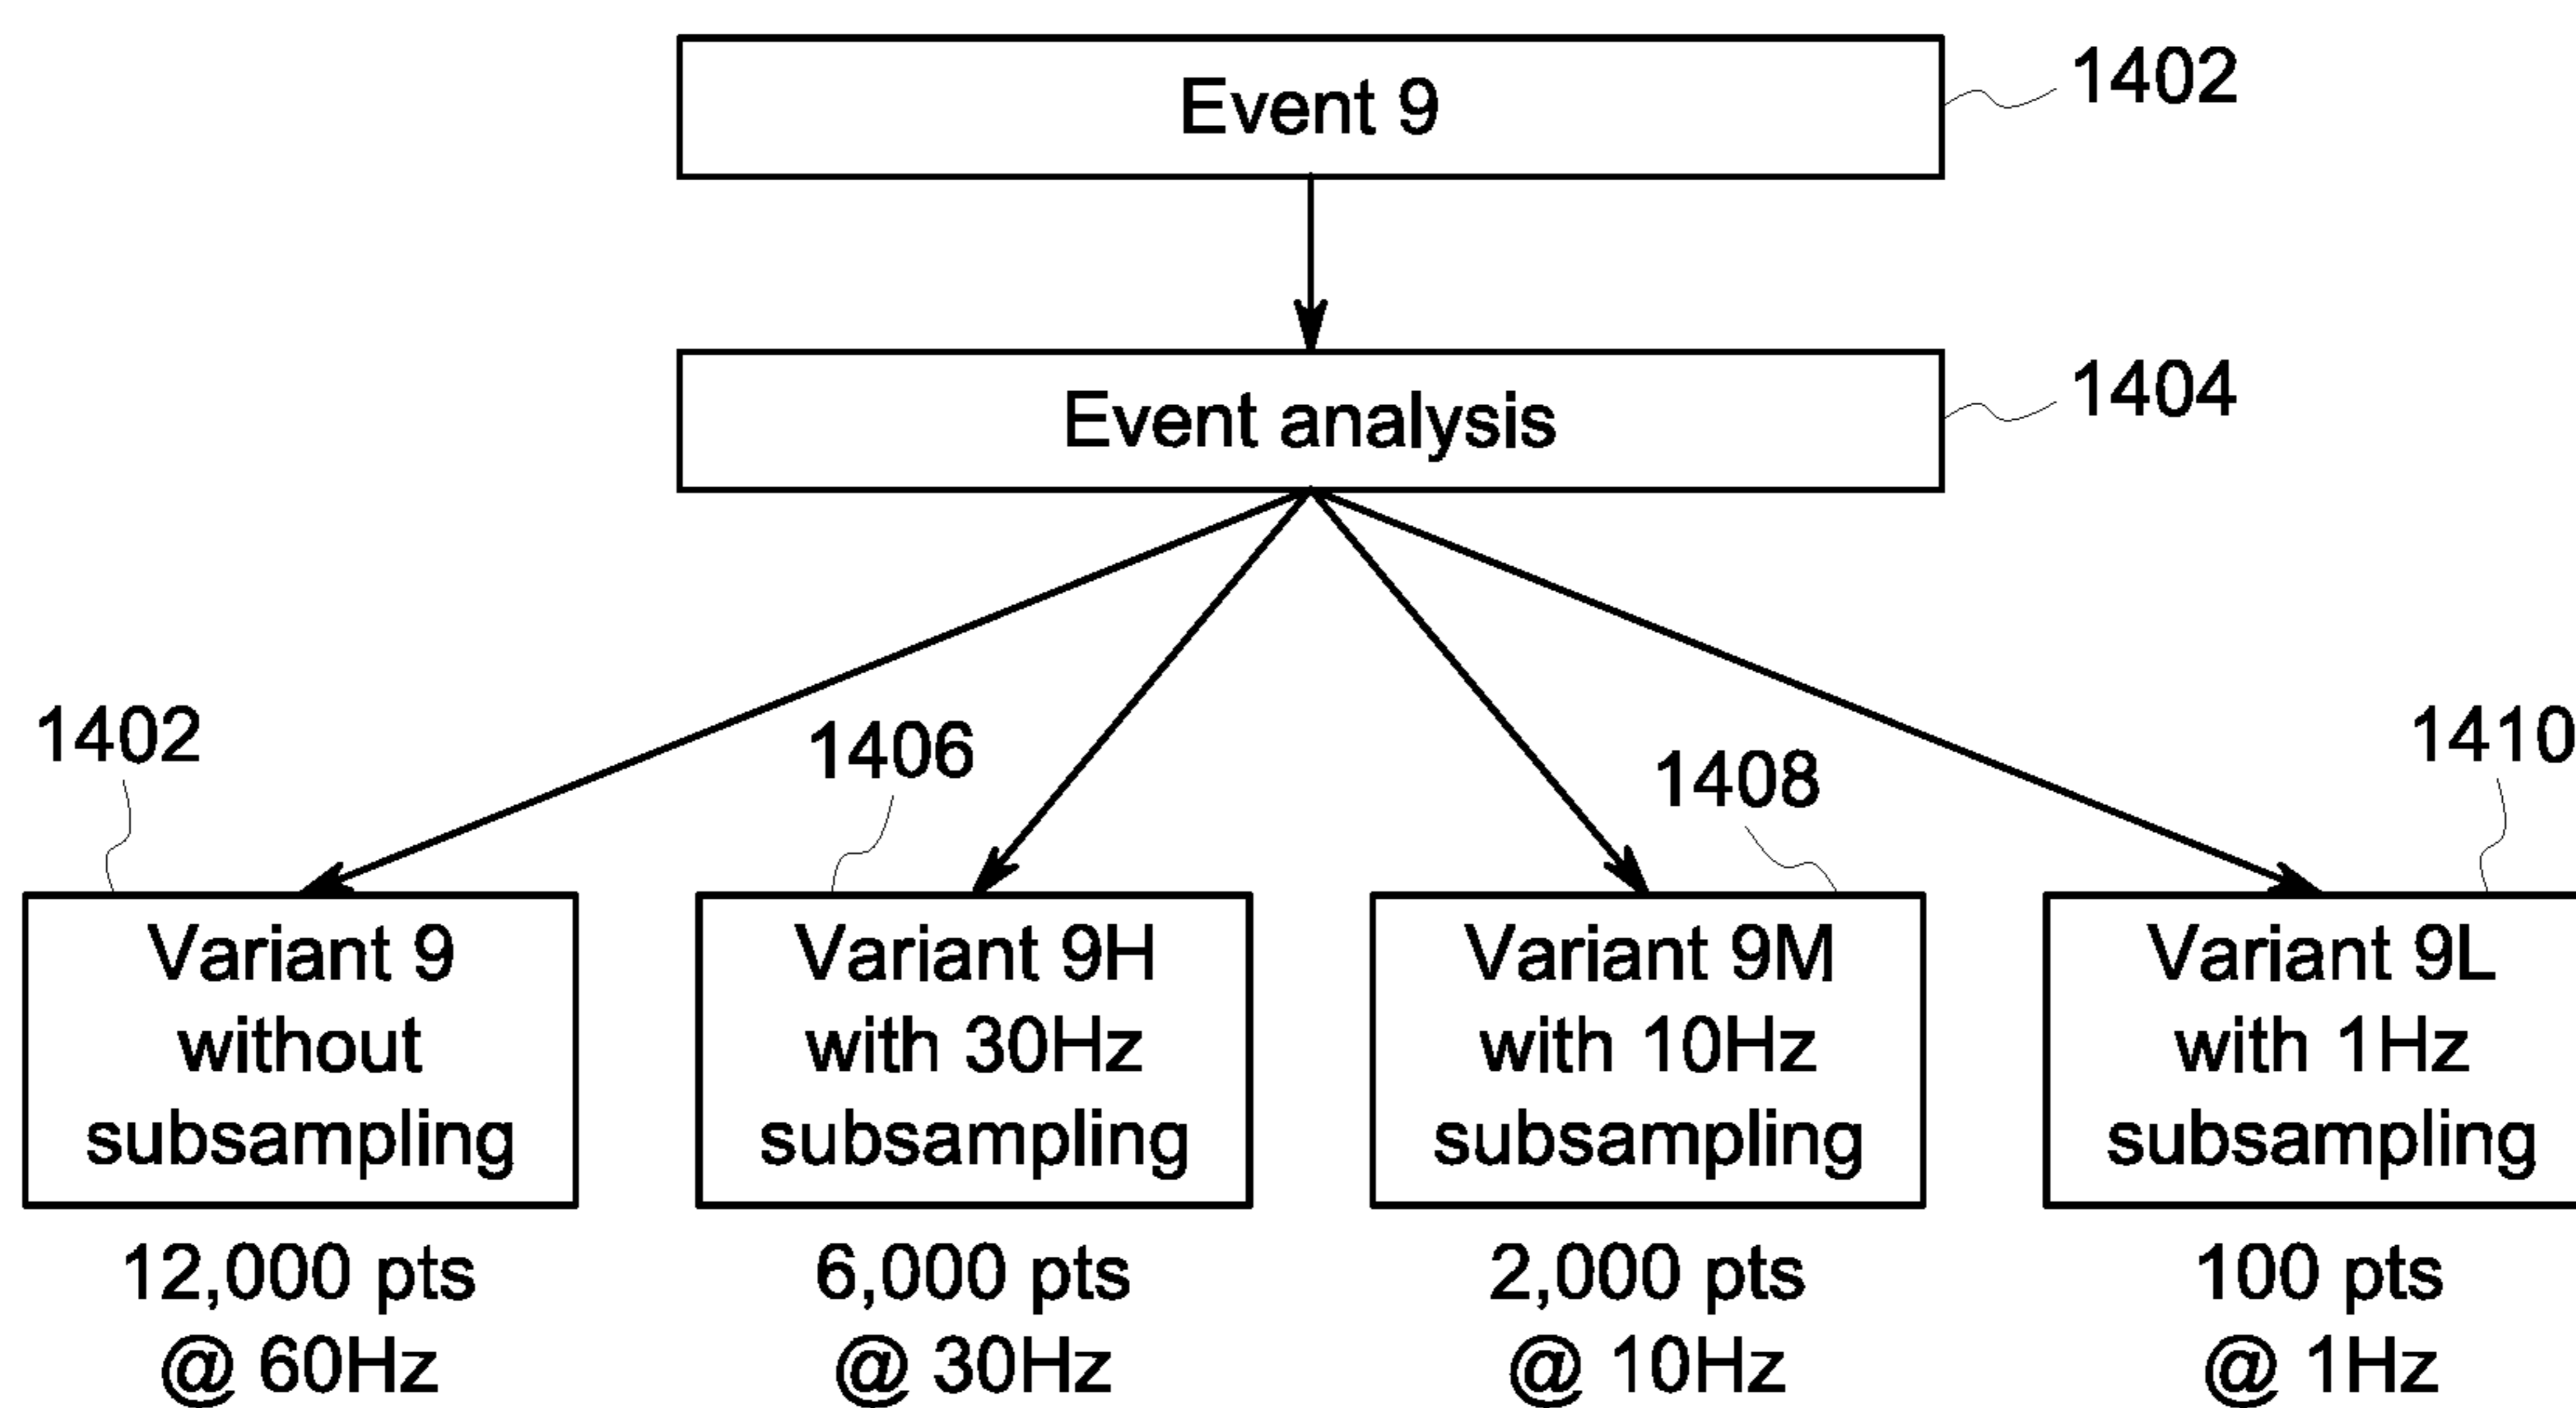 Event 9
1402
Event analysis
1404
1402
1406
1408
1410
Variant 9
without
subsampling
12,000 pts
@ 60Hz
Variant 9H
with 30Hz
subsampling
6,000 pts
@ 30Hz
Variant 9M
with 10Hz
subsampling
2,000 pts
@ 10Hz
Variant 9L
with 1Hz
subsampling
100 pts
@ 1Hz